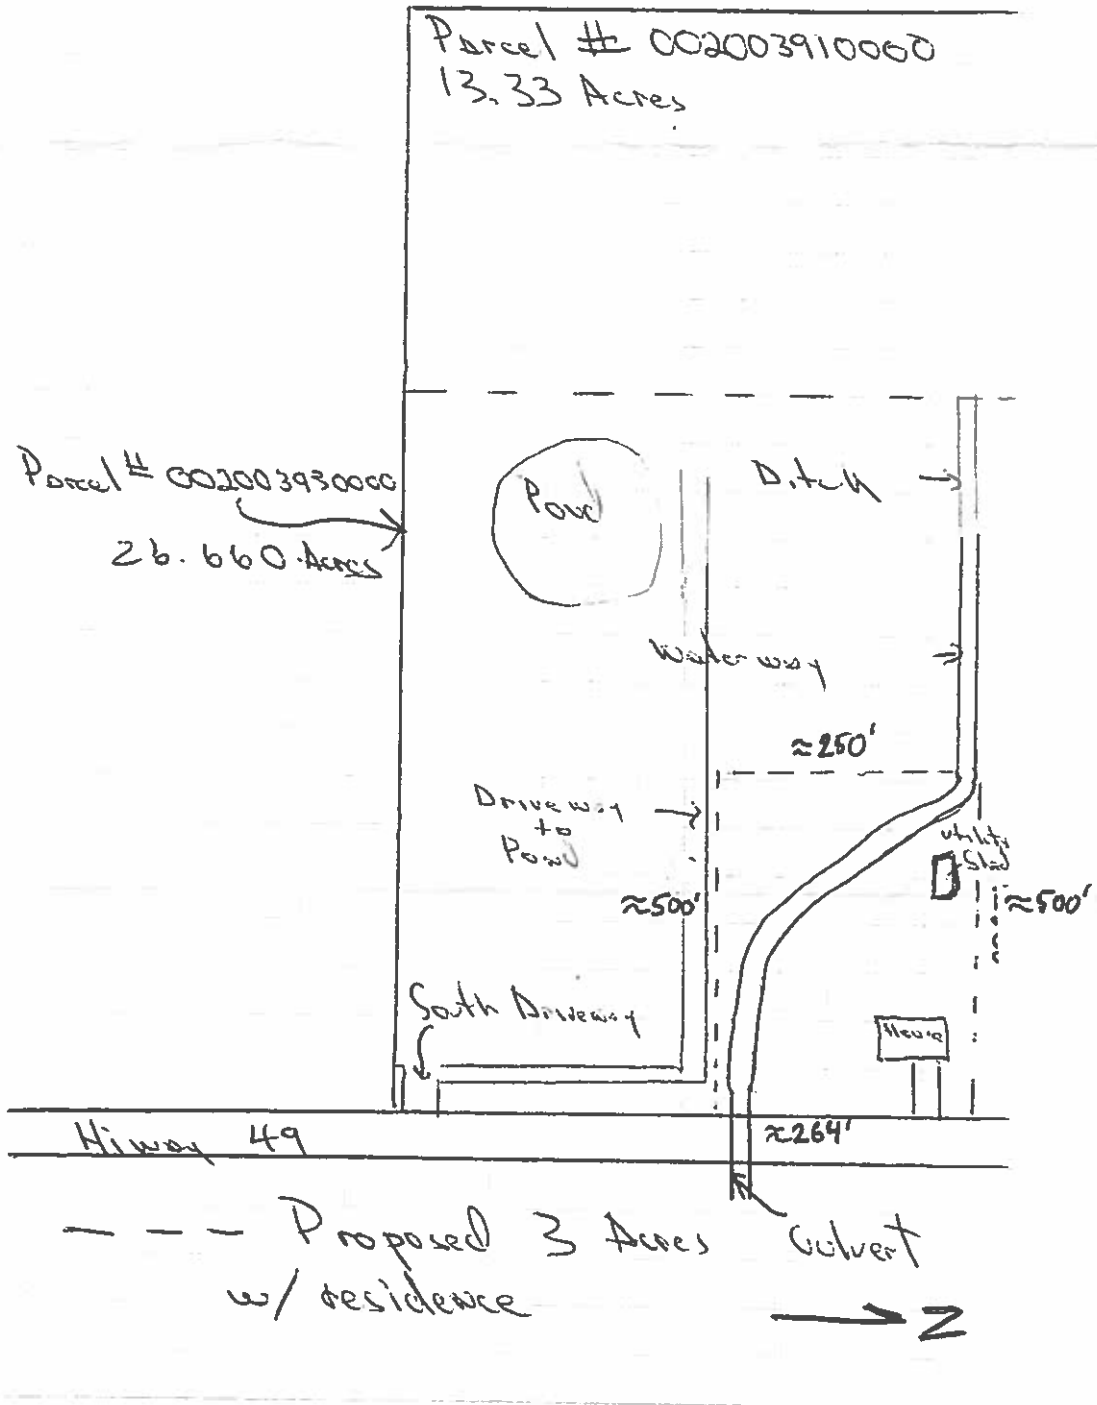 Parcel # 002003910000
13.33 Acres
Parcel # 002003930000
26.660 Acres
Pond
Ditch
Waterway
≈250'
Driveway
to
Pond
Utility
Shed
≈500'
≈500'
South Driveway
House
Hiway 49
≈264'
--- Proposed 3 Acres
w/ residence
Culvert
N